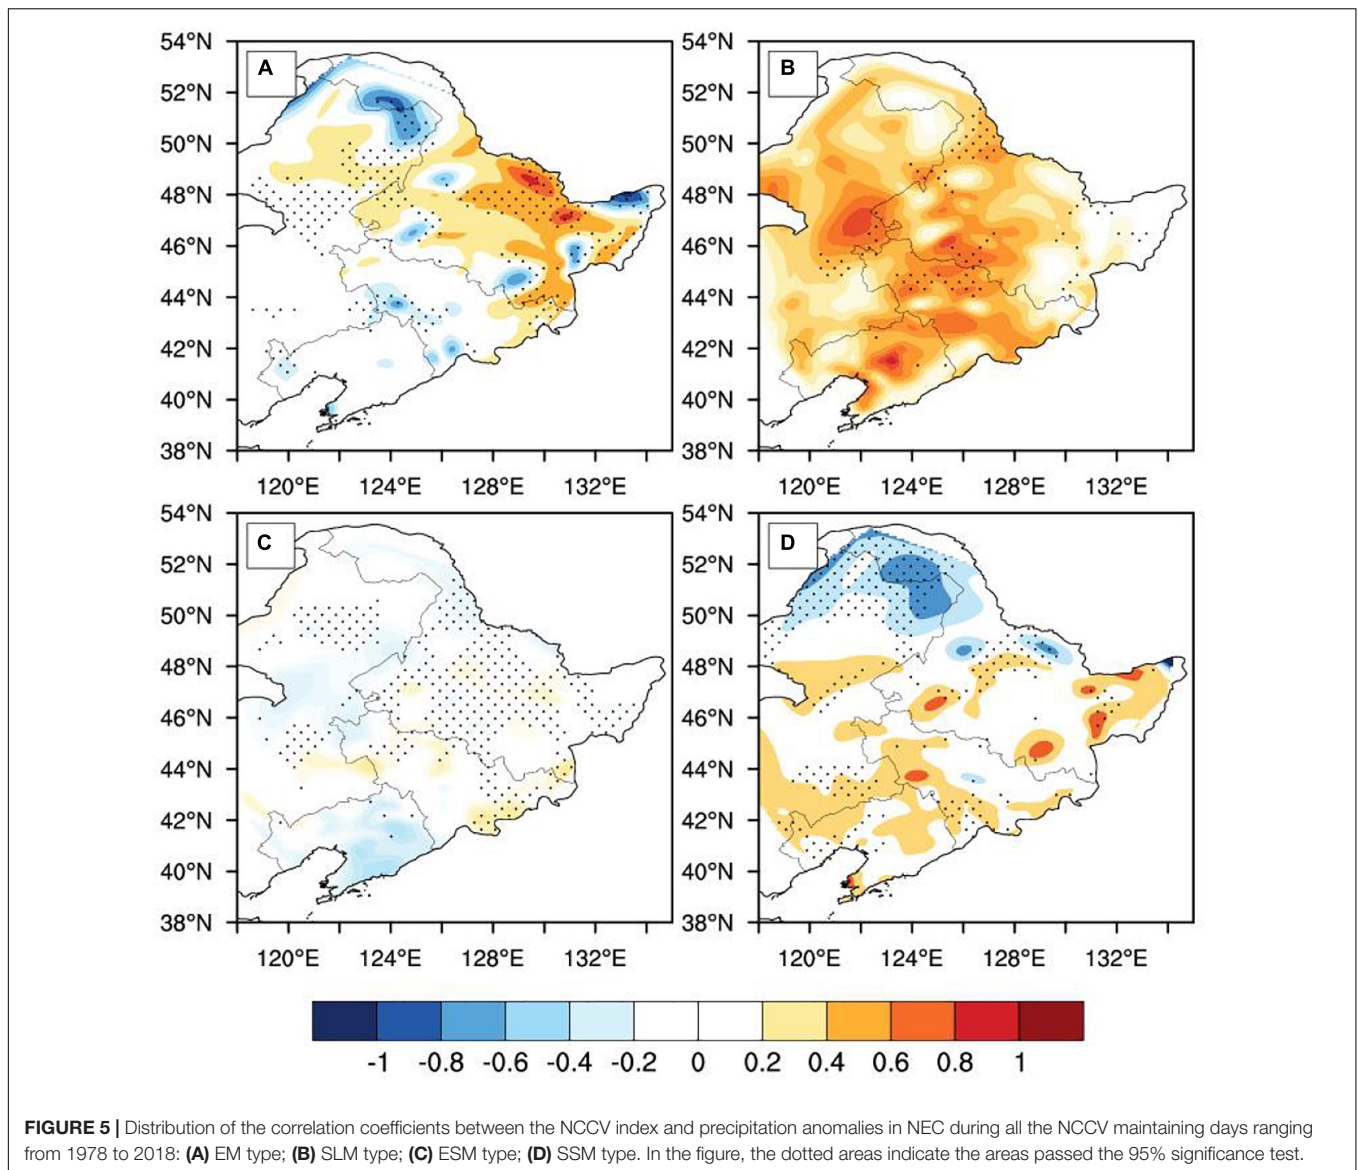 A
54°N
52°N
50°N
48°N
46°N
44°N
42°N
40°N
38°N
120°E 124°E 128°E 132°E
B
54°N
52°N
50°N
48°N
46°N
44°N
42°N
40°N
38°N
120°E 124°E 128°E 132°E
C
54°N
52°N
50°N
48°N
46°N
44°N
42°N
40°N
38°N
120°E 124°E 128°E 132°E
D
54°N
52°N
50°N
48°N
46°N
44°N
42°N
40°N
38°N
120°E 124°E 128°E 132°E
-1 -0.8 -0.6 -0.4 -0.2 0 0.2 0.4 0.6 0.8 1
FIGURE 5 | Distribution of the correlation coefficients between the NCCV index and precipitation anomalies in NEC during all the NCCV maintaining days ranging
from 1978 to 2018: (A) EM type; (B) SLM type; (C) ESM type; (D) SSM type. In the figure, the dotted areas indicate the areas passed the 95% significance test.